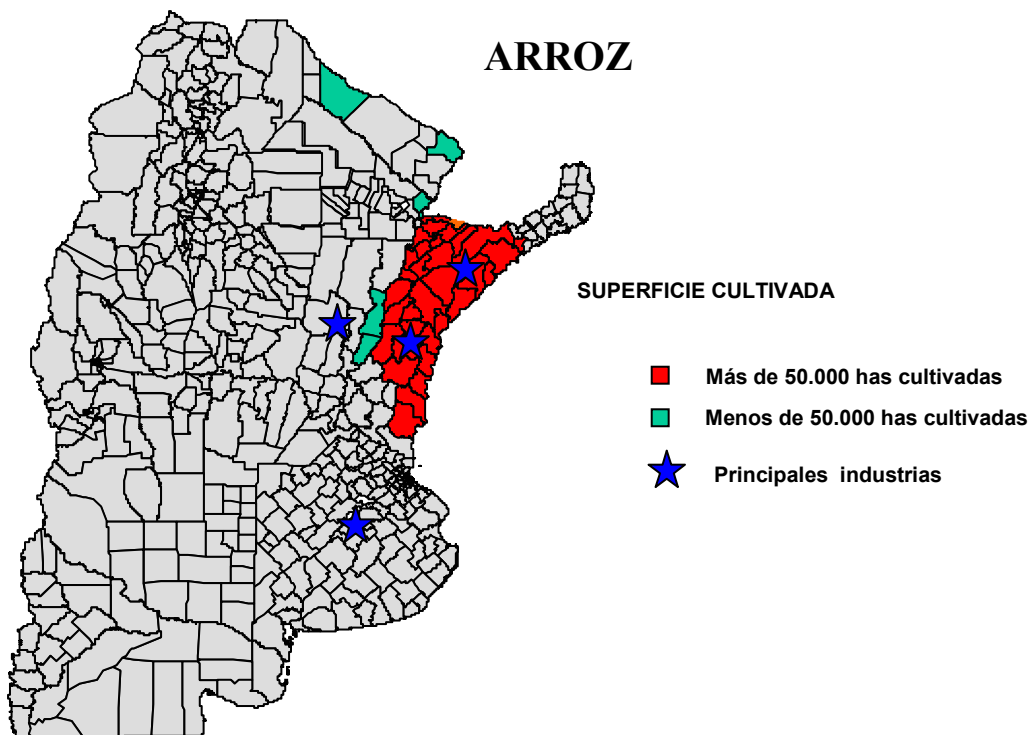 ARROZ
SUPERFICIE CULTIVADA
Más de 50.000 has cultivadas
Menos de 50.000 has cultivadas
Principales industrias